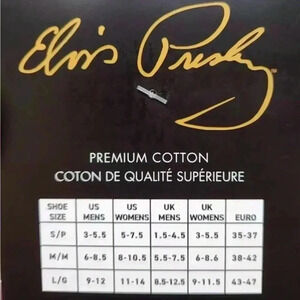 Elvis Presley™
PREMIUM COTTON
COTON DE QUALITÉ SUPÉRIEURE
SHOE SIZE | US MENS | US WOMENS | UK MENS | UK WOMENS | EURO
S/P | 3-5.5 | 5-7.5 | 1.5-4.5 | 3-5.5 | 35-37
M/M | 6-8.5 | 8-10.5 | 5.5-7.5 | 6-8.6 | 38-42
L/G | 9-12 | 11-14 | 8.5-12.5 | 9-11.5 | 43-47